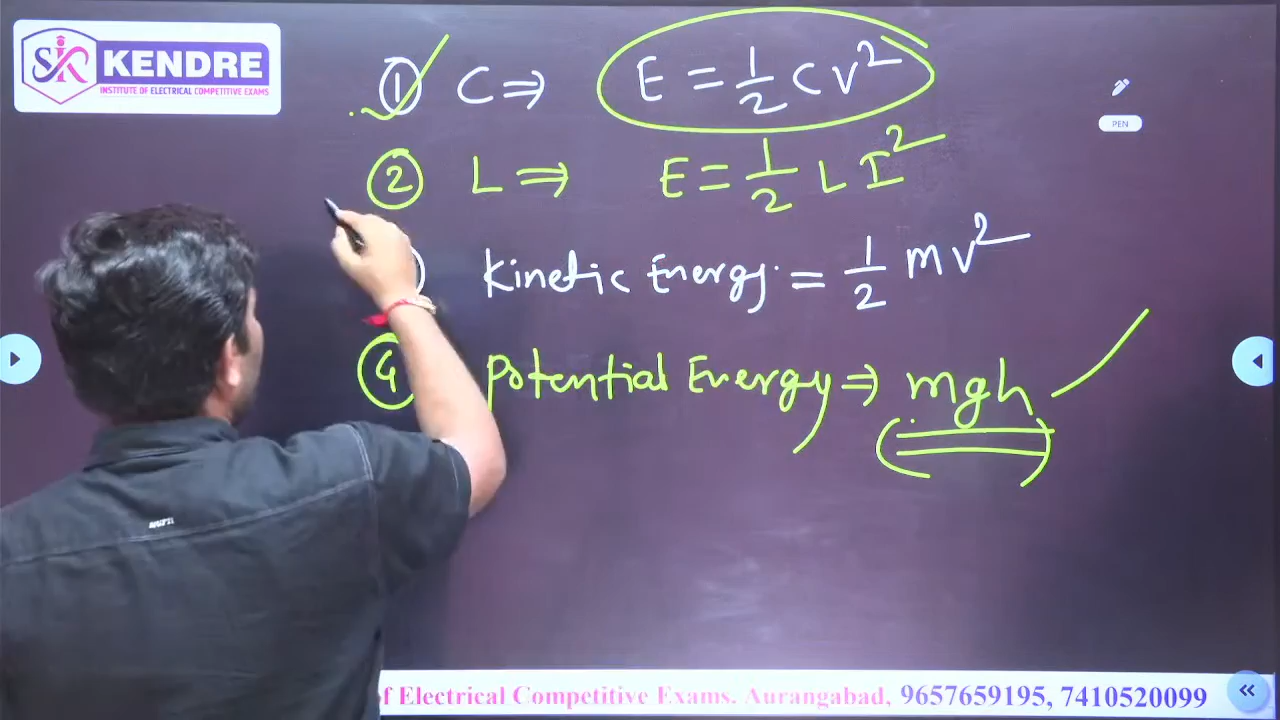 SKR KENDRE
INSTITUTE OF ELECTRICAL COMPETITIVE EXAMS
① C ⇒ E = 1/2 C V²
② L ⇒ E = 1/2 L I²
Kinetic Energy = 1/2 m v²
④ Potential Energy ⇒ mgh
PEN
f Electrical Competitive Exams. Aurangabad, 9657659195, 7410520099